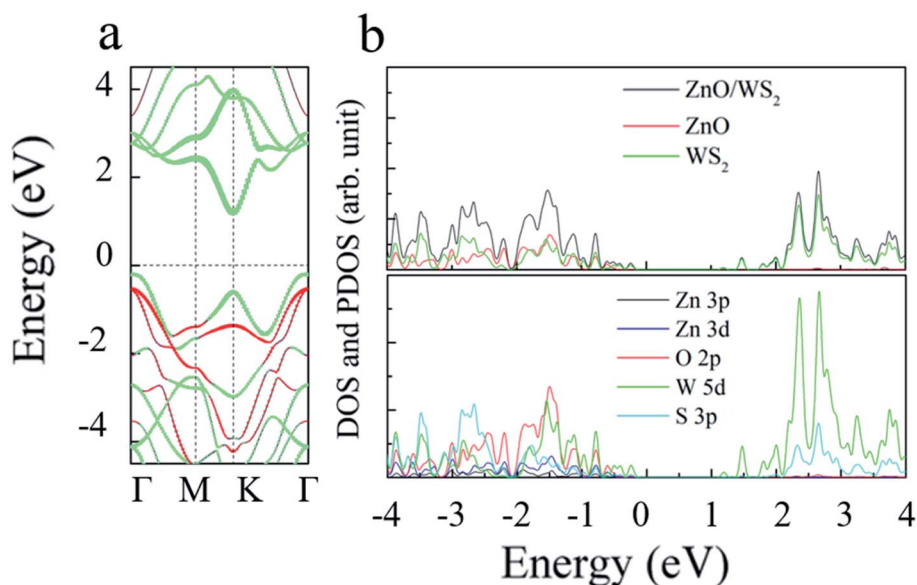 a
b
4
2
0
-2
-4
Energy (eV)
Γ M K Γ
DOS and PDOS (arb. unit)
ZnO/WS₂
ZnO
WS₂
Zn 3p
Zn 3d
O 2p
W 5d
S 3p
-4 -3 -2 -1 0 1 2 3 4
Energy (eV)